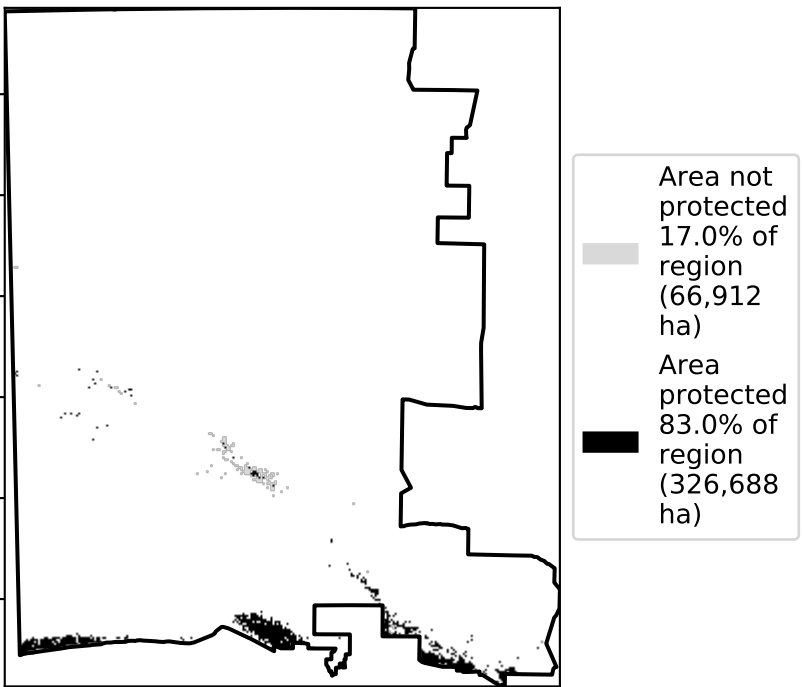 Area not
protected
17.0% of
region
(66,912
ha)
Area
protected
83.0% of
region
(326,688
ha)